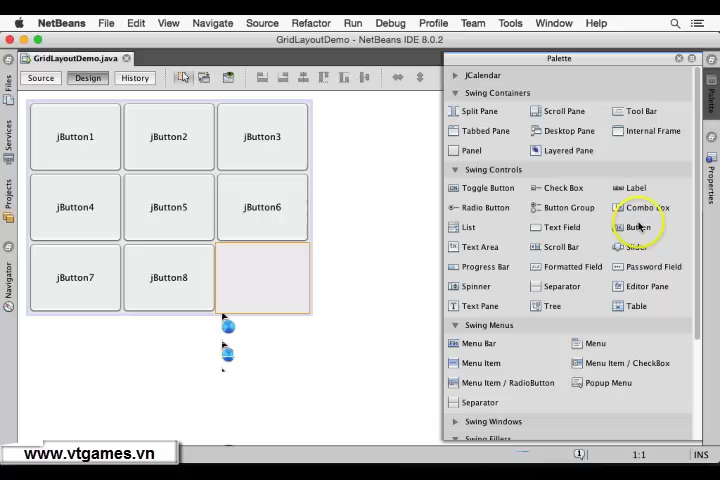 NetBeans File Edit View Navigate Source Refactor Run Debug Profile Team Tools Window Help
GridLayoutDemo - NetBeans IDE 8.0.2
GridLayoutDemo.java
Palette
Source Design History
JCalendar
Swing Containers
Split Pane Scroll Pane Tool Bar
Tabbed Pane Desktop Pane Internal Frame
Panel Layered Pane
Swing Controls
Toggle Button Check Box Label
Radio Button Button Group Combo Box
List Text Field Button
Text Area Scroll Bar Slider
Progress Bar Formatted Field Password Field
Spinner Separator Editor Pane
Text Pane Tree Table
Swing Menus
Menu Bar Menu
Menu Item Menu Item / CheckBox
Menu Item / RadioButton Popup Menu
Separator
Swing Windows
Swing Fillers
jButton1 jButton2 jButton3
jButton4 jButton5 jButton6
jButton7 jButton8
Files
Services
Projects
Navigator
Palette
Properties
www.vtgames.vn
1 1:1 INS